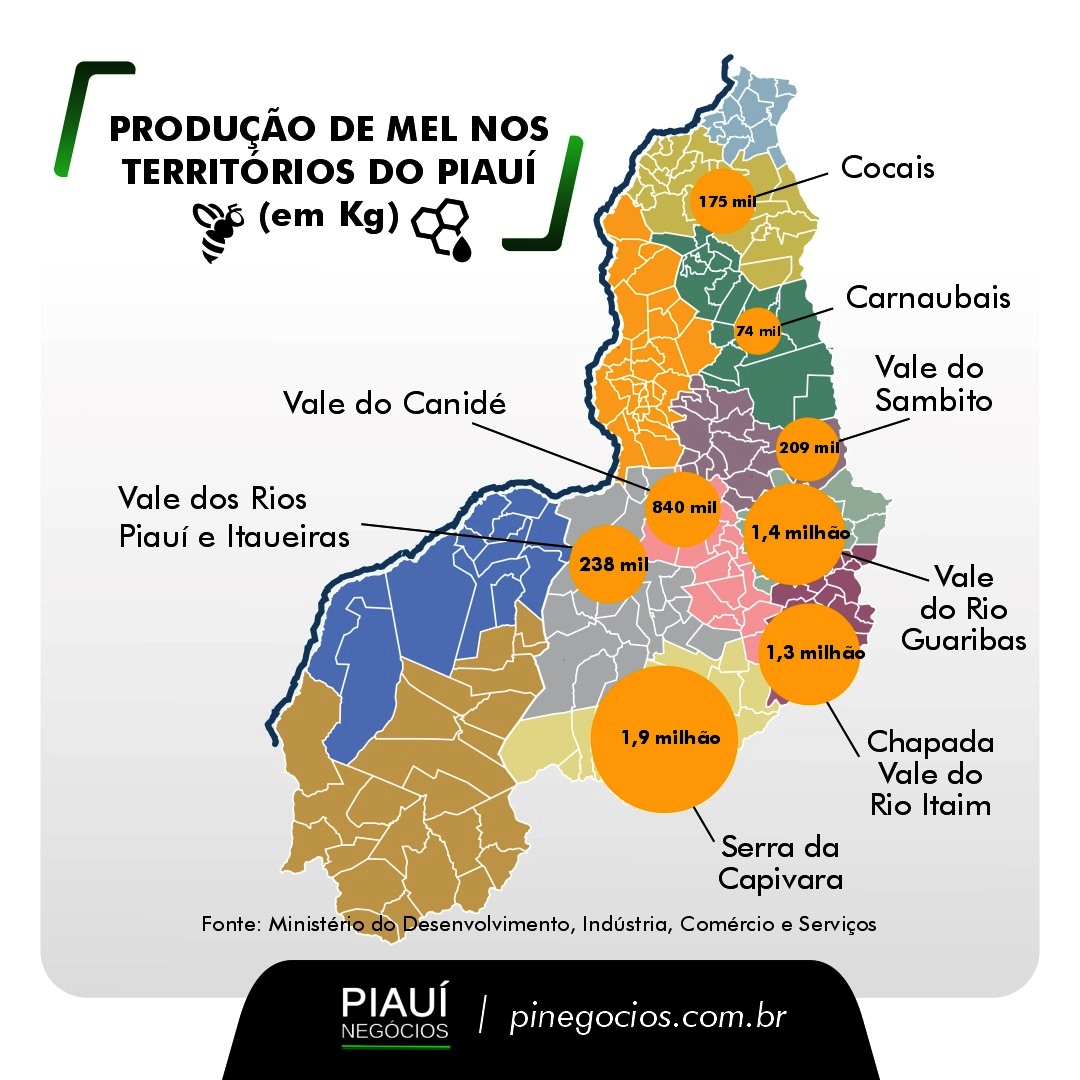 PRODUÇÃO DE MEL NOS
TERRITÓRIOS DO PIAUÍ
(em Kg)
Cocais
175 mil
Carnaubais
74 mil
Vale do
Sambito
209 mil
Vale do Canidé
840 mil
Vale dos Rios
Piauí e Itaueiras
238 mil
1,4 milhão
Vale
do Rio
Guaribas
1,3 milhão
Chapada
Vale do
Rio Itaim
1,9 milhão
Serra da
Capivara
Fonte: Ministério do Desenvolvimento, Indústria, Comércio e Serviços
PIAUÍ
NEGÓCIOS
pinegocios.com.br